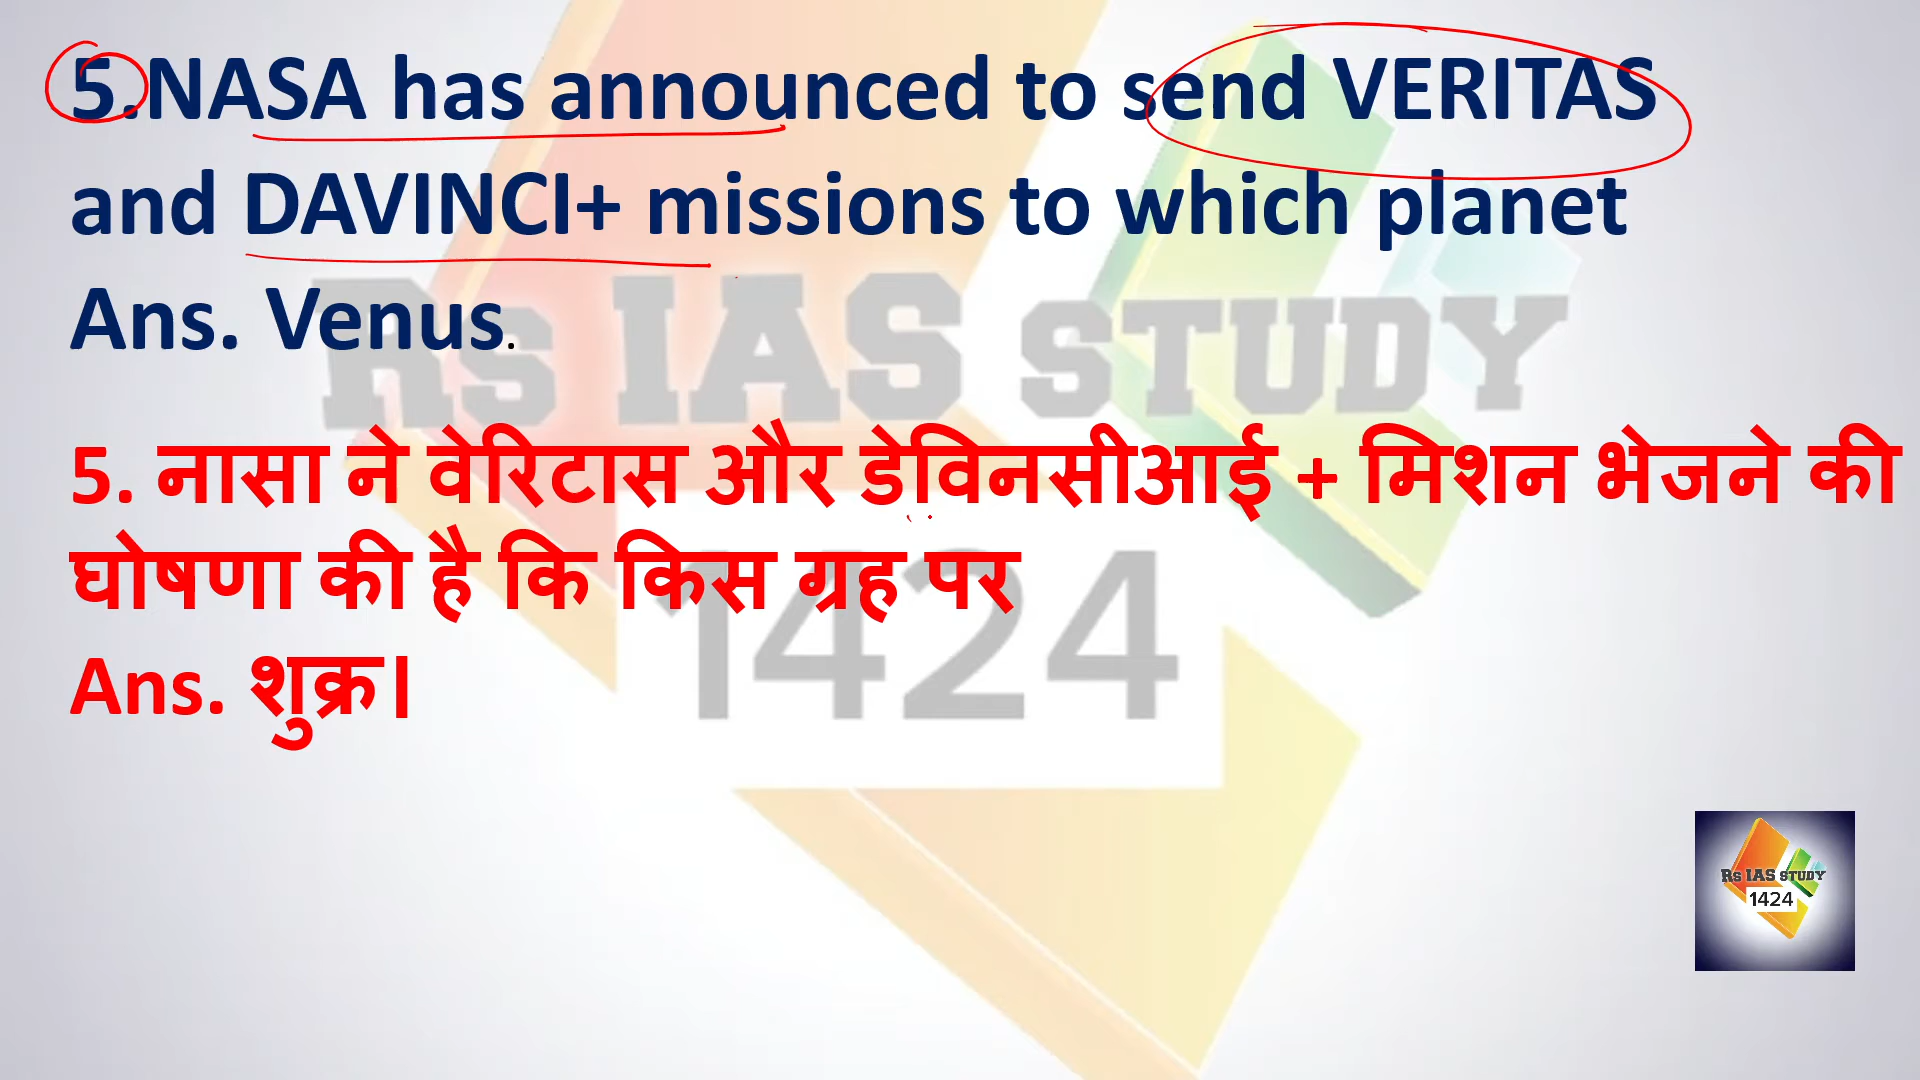 5.NASA has announced to send VERITAS
and DAVINCI+ missions to which planet
Ans. Venus.
5. नासा ने वेरिटास और डेविनसीआई + मिशन भेजने की
घोषणा की है कि किस ग्रह पर
Ans. शुक्र।
Rs IAS STUDY
1424
Rs IAS STUDY
1424